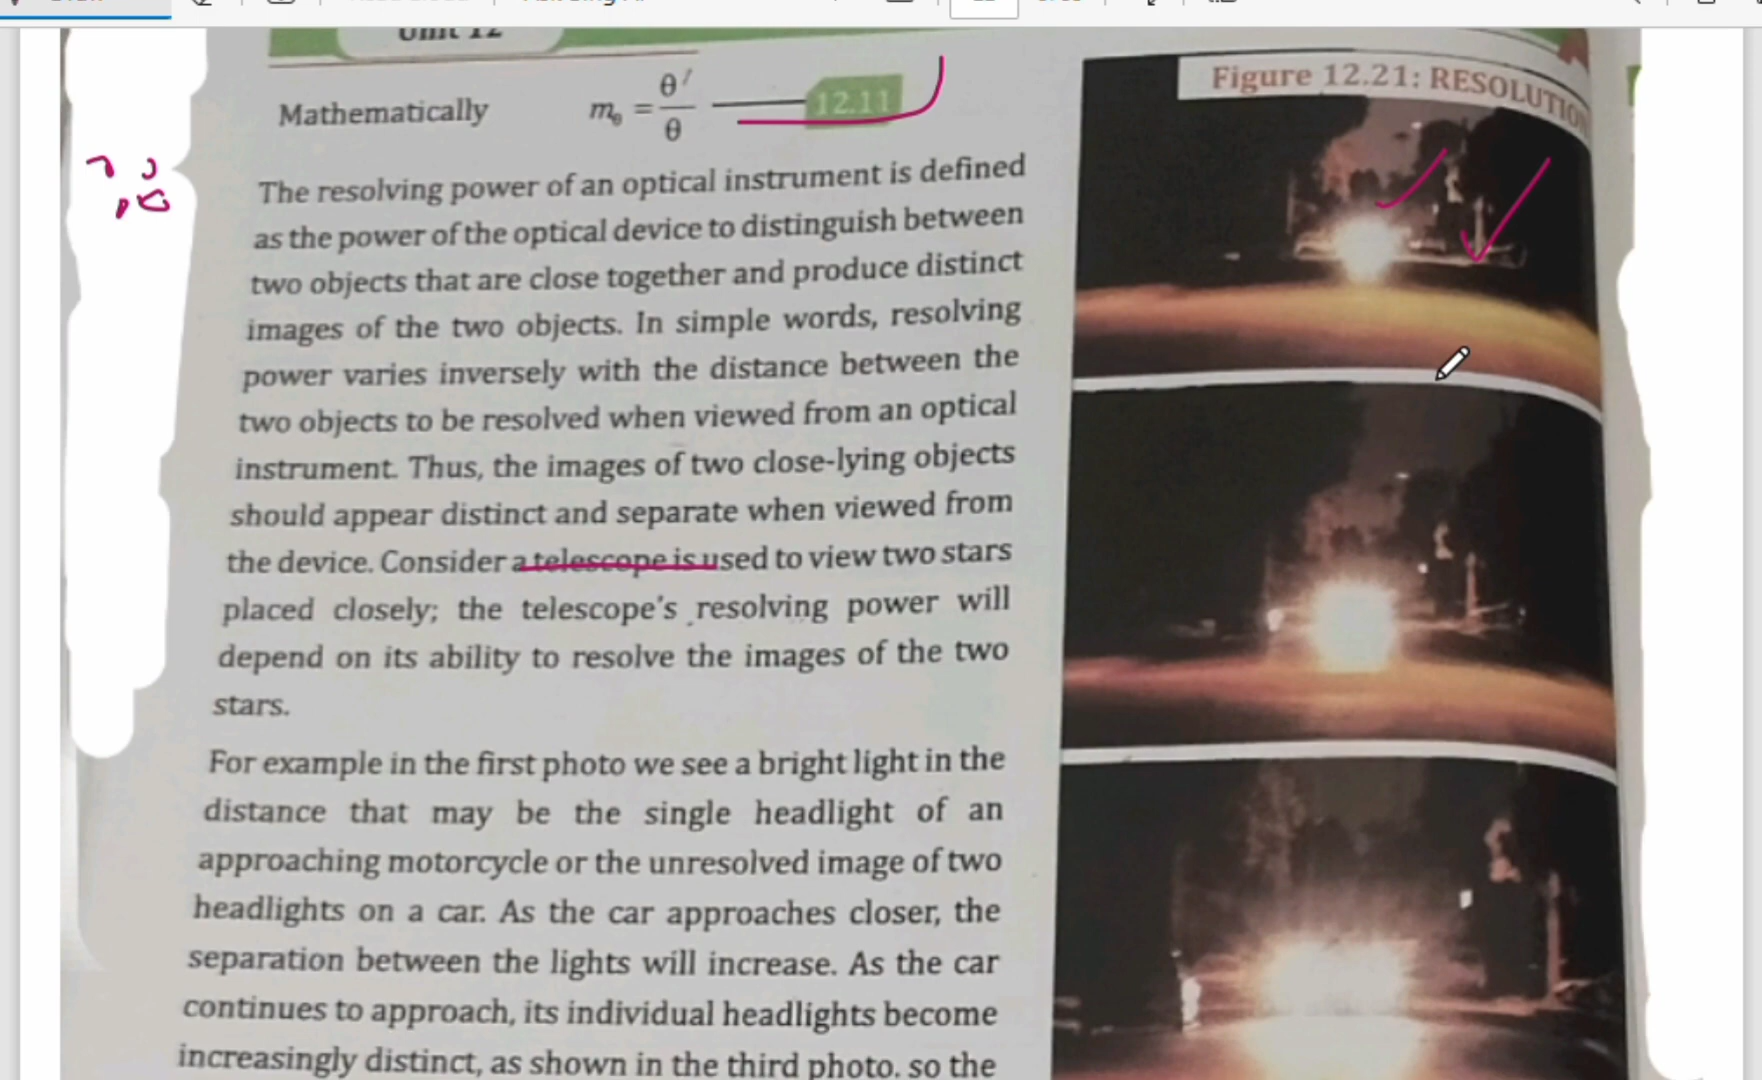 Unit 12
Mathematically mθ = θ′/θ 12.11
Figure 12.21: RESOLUTION
The resolving power of an optical instrument is defined
as the power of the optical device to distinguish between
two objects that are close together and produce distinct
images of the two objects. In simple words, resolving
power varies inversely with the distance between the
two objects to be resolved when viewed from an optical
instrument. Thus, the images of two close-lying objects
should appear distinct and separate when viewed from
the device. Consider a telescope is used to view two stars
placed closely; the telescope's resolving power will
depend on its ability to resolve the images of the two
stars.
For example in the first photo we see a bright light in the
distance that may be the single headlight of an
approaching motorcycle or the unresolved image of two
headlights on a car. As the car approaches closer, the
separation between the lights will increase. As the car
continues to approach, its individual headlights become
increasingly distinct, as shown in the third photo. so the